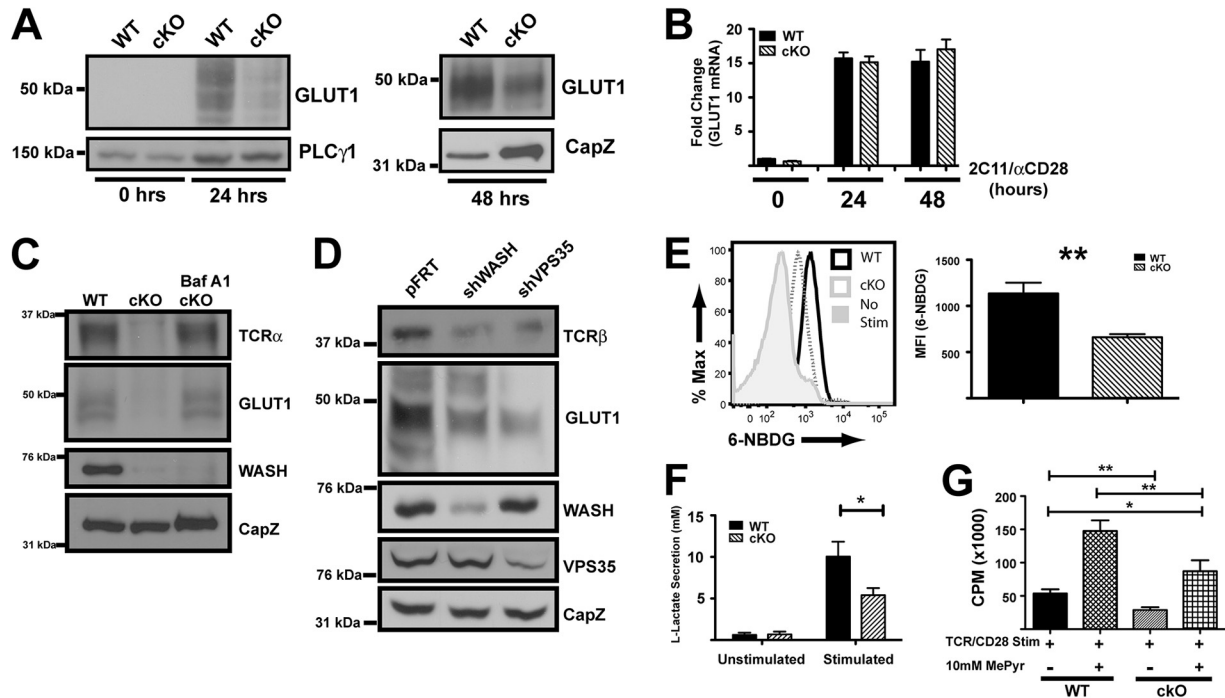 A
WT cKO WT cKO
50 kDa
GLUT1
150 kDa
PLCγ1
0 hrs 24 hrs
WT cKO
50 kDa
GLUT1
31 kDa
CapZ
48 hrs
B
WT
cKO
Fold Change
(GLUT1 mRNA)
20
15
10
5
0 24 48
2C11/αCD28
(hours)
C
WT cKO Baf A1 cKO
37 kDa
TCRα
50 kDa
GLUT1
76 kDa
WASH
CapZ
31 kDa
D
pFRT shWASH shVPS35
TCRβ
37 kDa
50 kDa
GLUT1
76 kDa
WASH
VPS35
76 kDa
CapZ
31 kDa
E
% Max
100
80
60
40
20
0
0 10² 10³ 10⁴ 10⁵
6-NBDG
WT
cKO
No
Stim
MFI (6-NBDG)
1500
1000
500
**
WT
cKO
F
L-Lactate Secretion (mM)
15
10
5
WT
cKO
*
Unstimulated Stimulated
G
CPM (x1000)
200
150
100
50
**
**
*
TCR/CD28 Stim + + + +
10mM MePyr - + - +
WT ckO